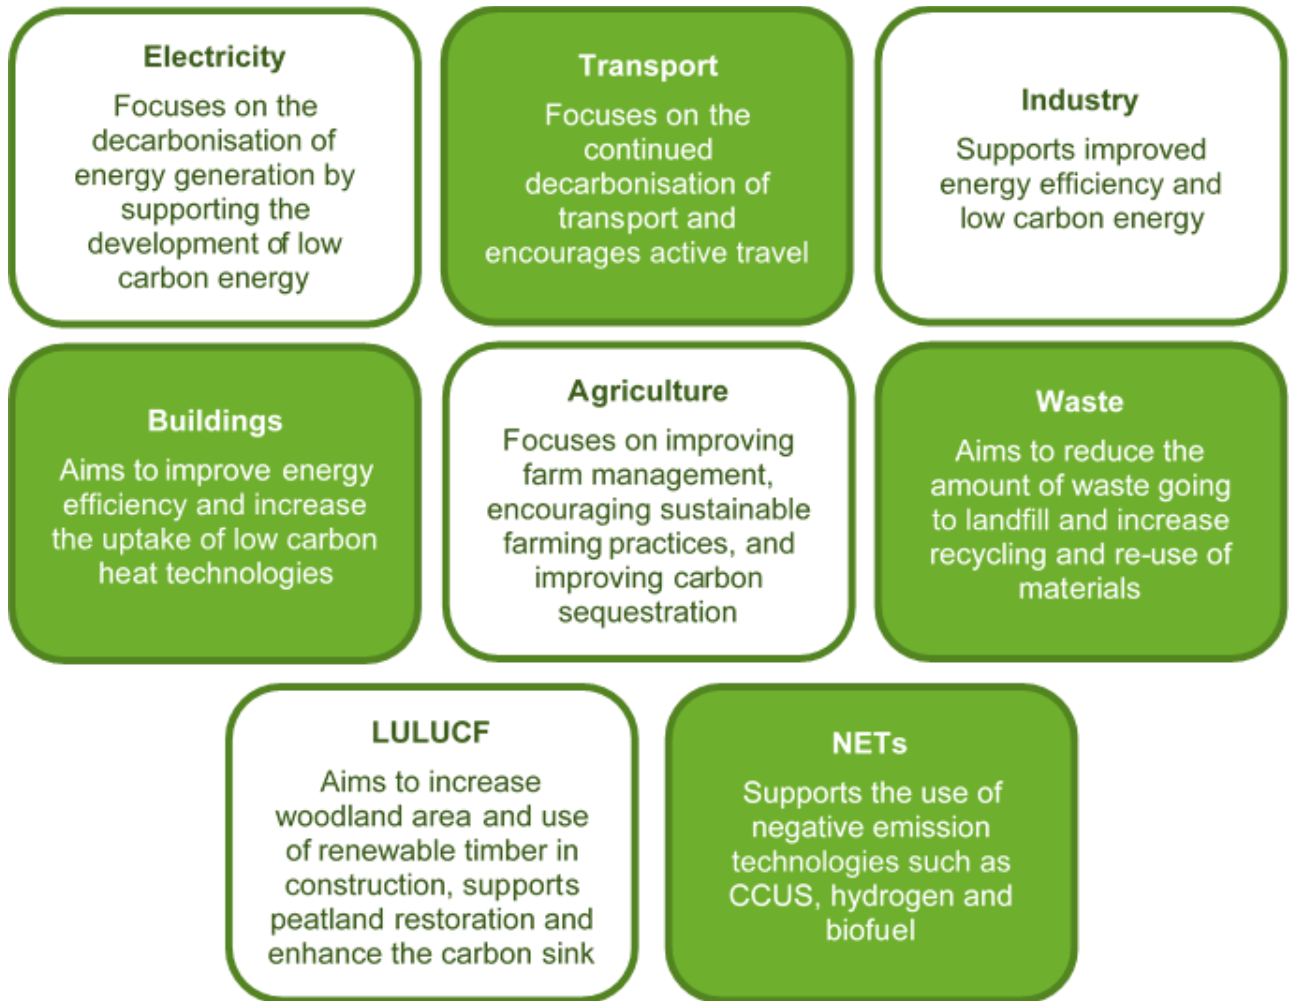 Electricity
Focuses on the
decarbonisation of
energy generation by
supporting the
development of low
carbon energy
Transport
Focuses on the
continued
decarbonisation of
transport and
encourages active travel
Industry
Supports improved
energy efficiency and
low carbon energy
Buildings
Aims to improve energy
efficiency and increase
the uptake of low carbon
heat technologies
Agriculture
Focuses on improving
farm management,
encouraging sustainable
farming practices, and
improving carbon
sequestration
Waste
Aims to reduce the
amount of waste going
to landfill and increase
recycling and re-use of
materials
LULUCF
Aims to increase
woodland area and use
of renewable timber in
construction, supports
peatland restoration and
enhance the carbon sink
NETs
Supports the use of
negative emission
technologies such as
CCUS, hydrogen and
biofuel